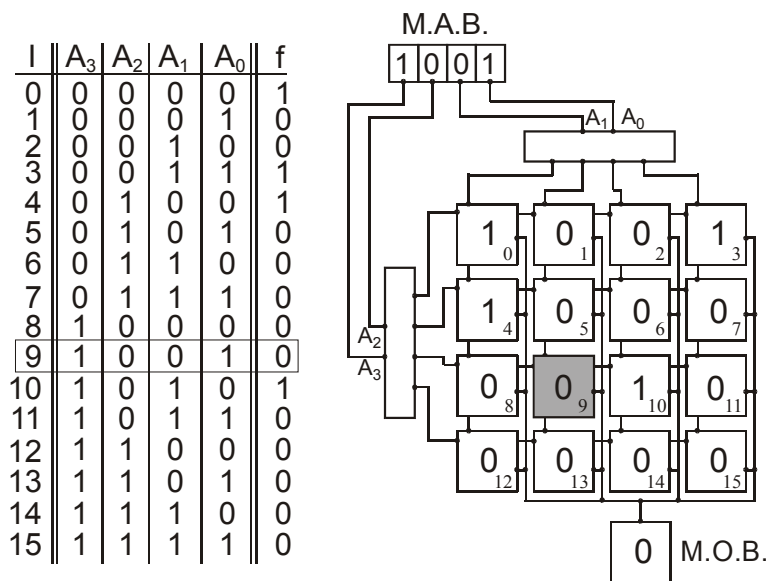 I A3 A2 A1 A0 f
0 0 0 0 0 1
1 0 0 0 1 0
2 0 0 1 0 0
3 0 0 1 1 1
4 0 1 0 0 1
5 0 1 0 1 0
6 0 1 1 0 0
7 0 1 1 1 0
8 1 0 0 0 0
9 1 0 0 1 0
10 1 0 1 0 1
11 1 0 1 1 0
12 1 1 0 0 0
13 1 1 0 1 0
14 1 1 1 0 0
15 1 1 1 1 0
M.A.B.
1 0 0 1
A1 A0
A2
A3
1 0 0 1
0 1 2 3
1 0 0 0
4 5 6 7
0 0 1 0
8 9 10 11
0 0 0 0
12 13 14 15
0 M.O.B.